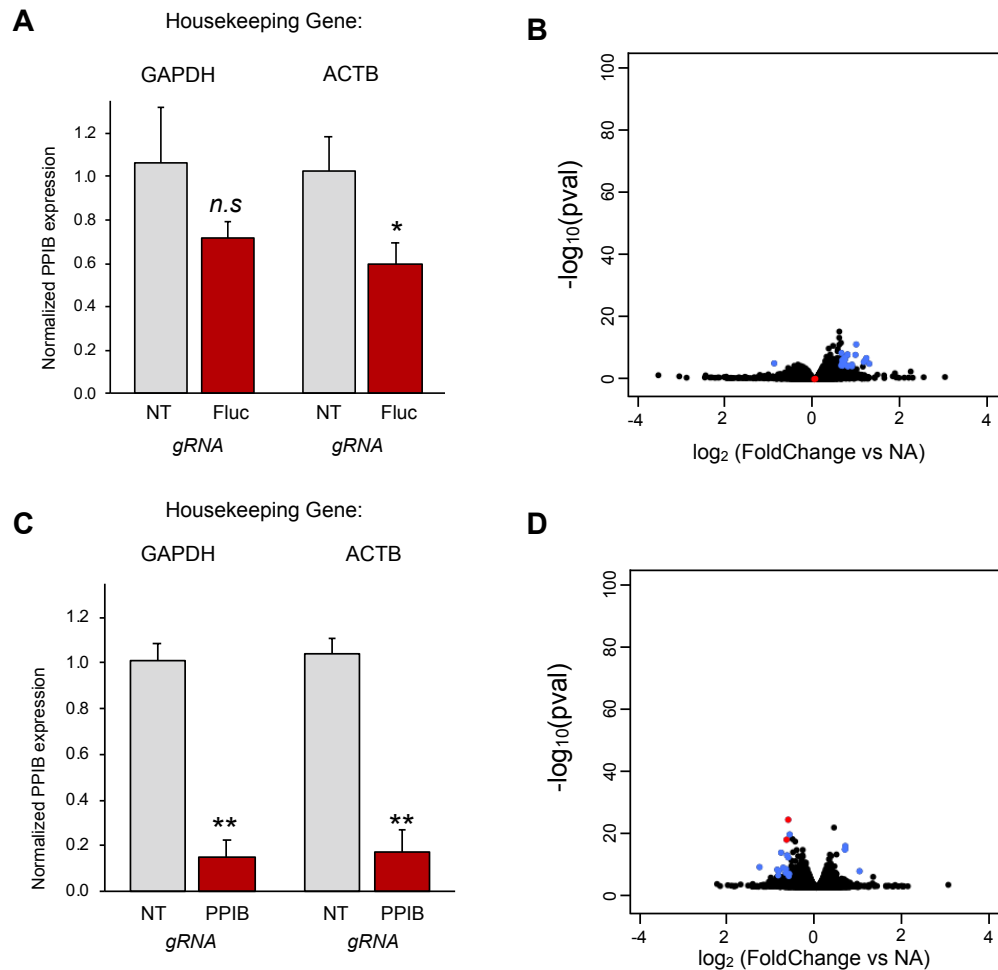 A
Housekeeping Gene:
GAPDH ACTB
Normalized PPIB expression
1.2
1.0
0.8
0.6
0.4
0.2
0.0
n.s
*
NT Fluc NT Fluc
gRNA gRNA
B
-log10(pval)
100
80
60
40
20
0
-4 -2 0 2 4
log2 (FoldChange vs NA)
C
Housekeeping Gene:
GAPDH ACTB
Normalized PPIB expression
1.2
1.0
0.8
0.6
0.4
0.2
0.0
** **
NT PPIB NT PPIB
gRNA gRNA
D
-log10(pval)
100
80
60
40
20
0
-4 -2 0 2 4
log2 (FoldChange vs NA)